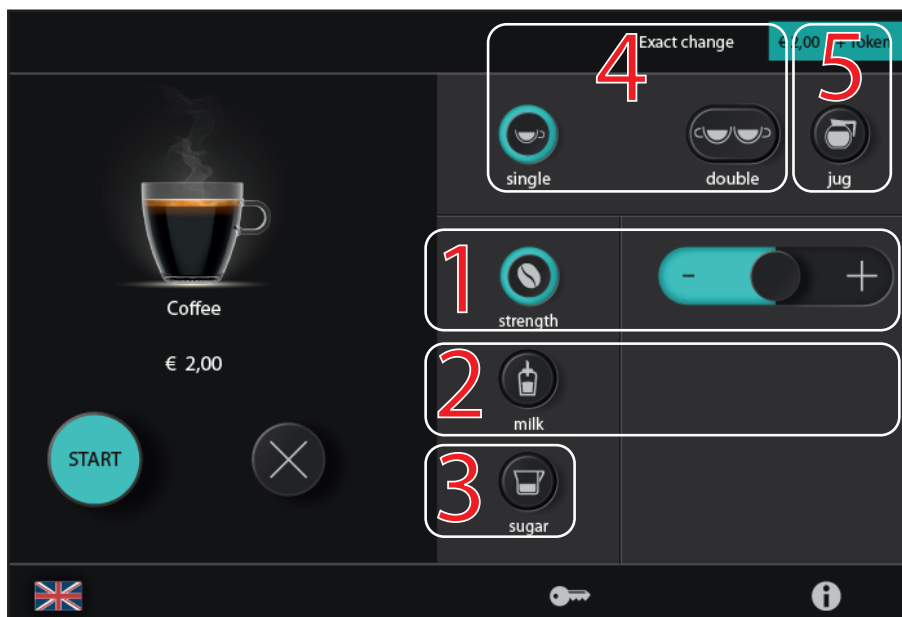 Exact change
€2,00 + Token
4
5
single
double
jug
1
- +
strength
Coffee
€ 2,00
2
milk
START
3
sugar